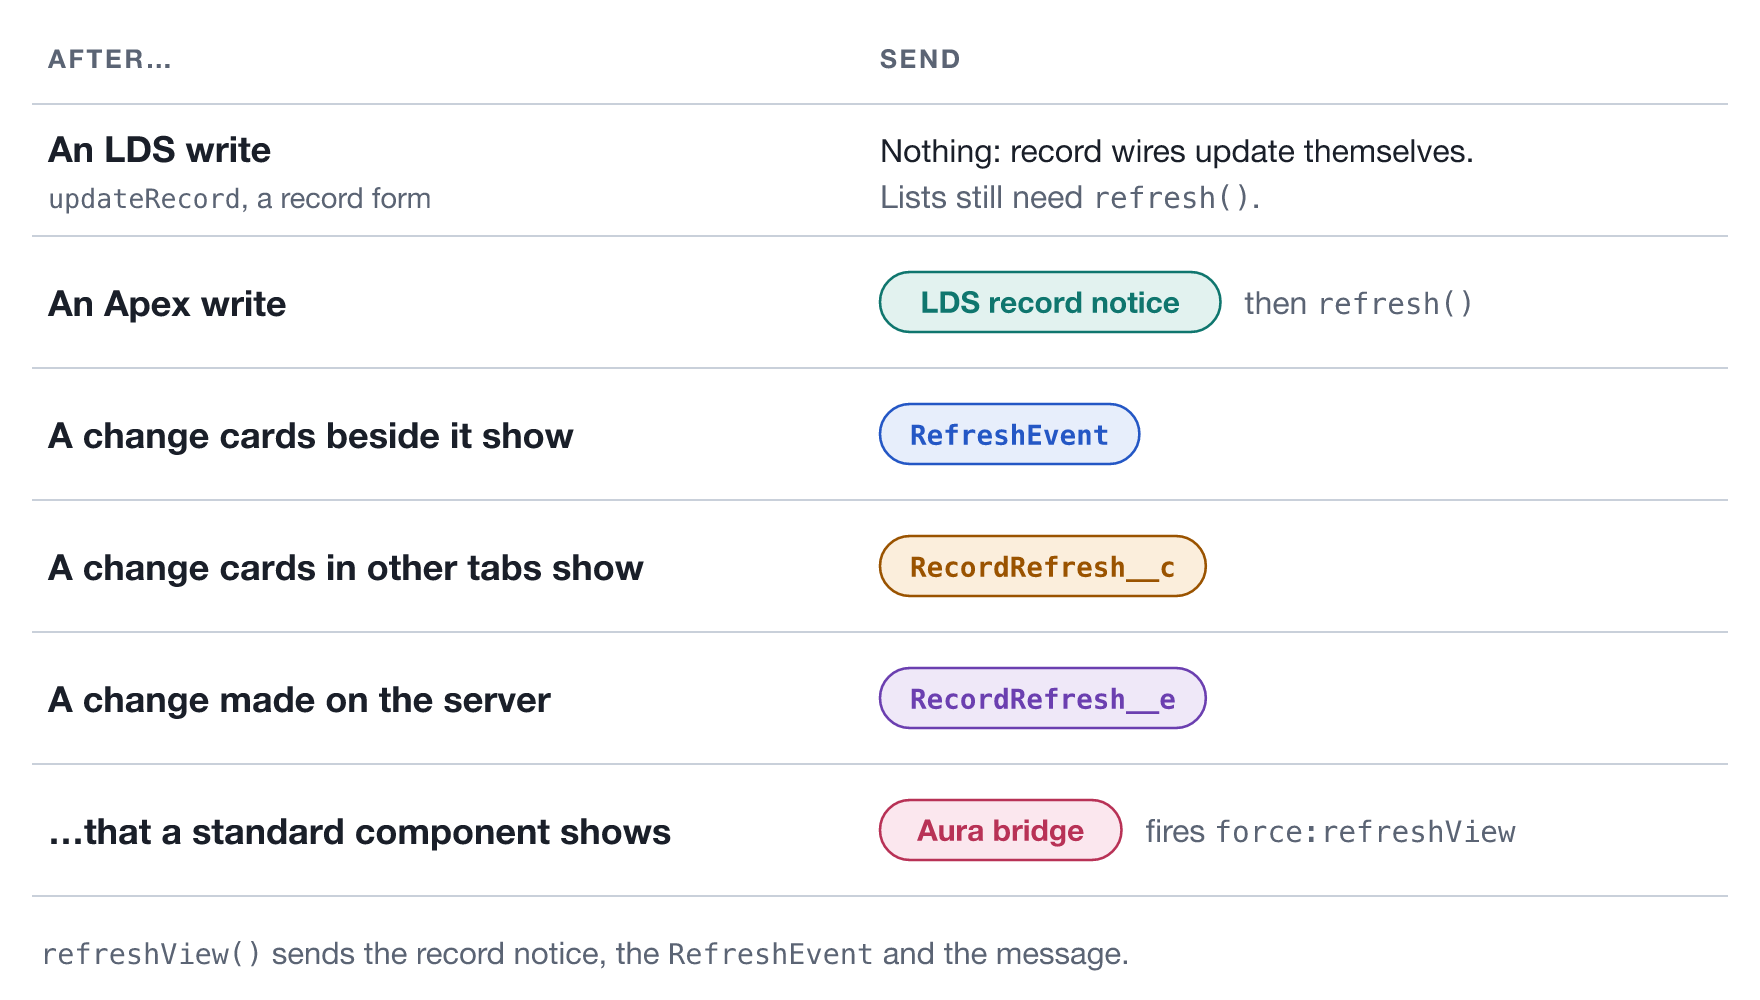 AFTER… SEND
An LDS write Nothing: record wires update themselves.
updateRecord, a record form Lists still need refresh().
An Apex write LDS record notice then refresh()
A change cards beside it show RefreshEvent
A change cards in other tabs show RecordRefresh__c
A change made on the server RecordRefresh__e
…that a standard component shows Aura bridge fires force:refreshView
refreshView() sends the record notice, the RefreshEvent and the message.